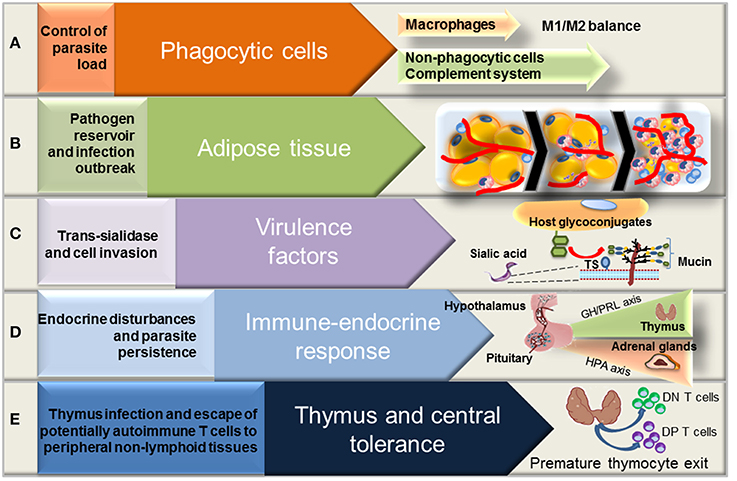 A
Control of
parasite
load
Phagocytic cells
Macrophages
M1/M2 balance
Non-phagocytic cells
Complement system
B
Pathogen
reservoir
and infection
outbreak
Adipose tissue
C
Trans-sialidase
and cell invasion
Virulence
factors
Host glycoconjugates
Sialic acid
TS
Mucin
D
Endocrine disturbances
and parasite
persistence
Immune-endocrine
response
Hypothalamus
Pituitary
GH/PRL axis
Thymus
Adrenal glands
HPA axis
E
Thymus infection and escape of
potentially autoimmune T cells to
peripheral non-lymphoid tissues
Thymus and central
tolerance
DN T cells
DP T cells
Premature thymocyte exit